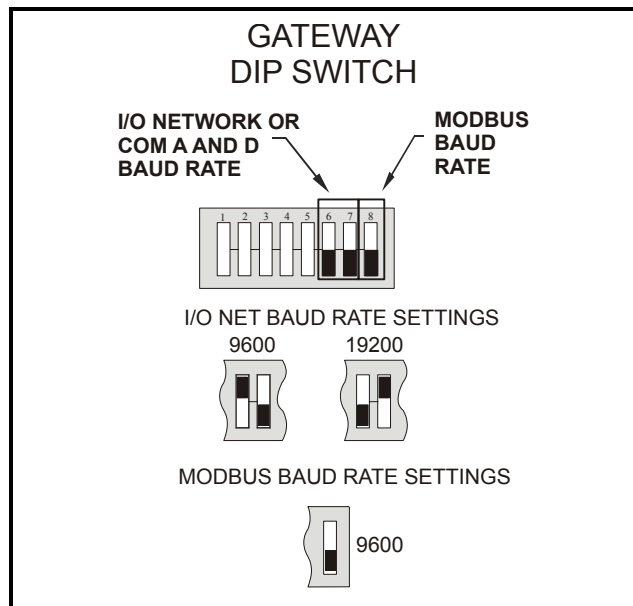 GATEWAY
DIP SWITCH
I/O NETWORK OR
COM A AND D
BAUD RATE
MODBUS
BAUD
RATE
1 2 3 4 5 6 7 8
I/O NET BAUD RATE SETTINGS
9600 19200
MODBUS BAUD RATE SETTINGS
9600